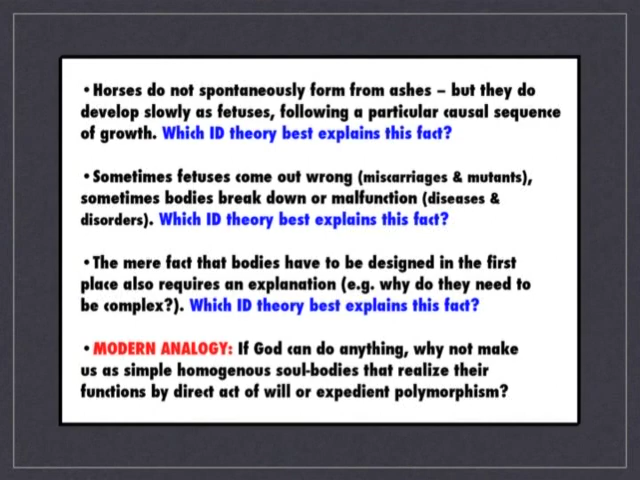 •Horses do not spontaneously form from ashes – but they do
develop slowly as fetuses, following a particular causal sequence
of growth. Which ID theory best explains this fact?
•Sometimes fetuses come out wrong (miscarriages & mutants),
sometimes bodies break down or malfunction (diseases &
disorders). Which ID theory best explains this fact?
•The mere fact that bodies have to be designed in the first
place also requires an explanation (e.g. why do they need to
be complex?). Which ID theory best explains this fact?
•MODERN ANALOGY: If God can do anything, why not make
us as simple homogenous soul-bodies that realize their
functions by direct act of will or expedient polymorphism?